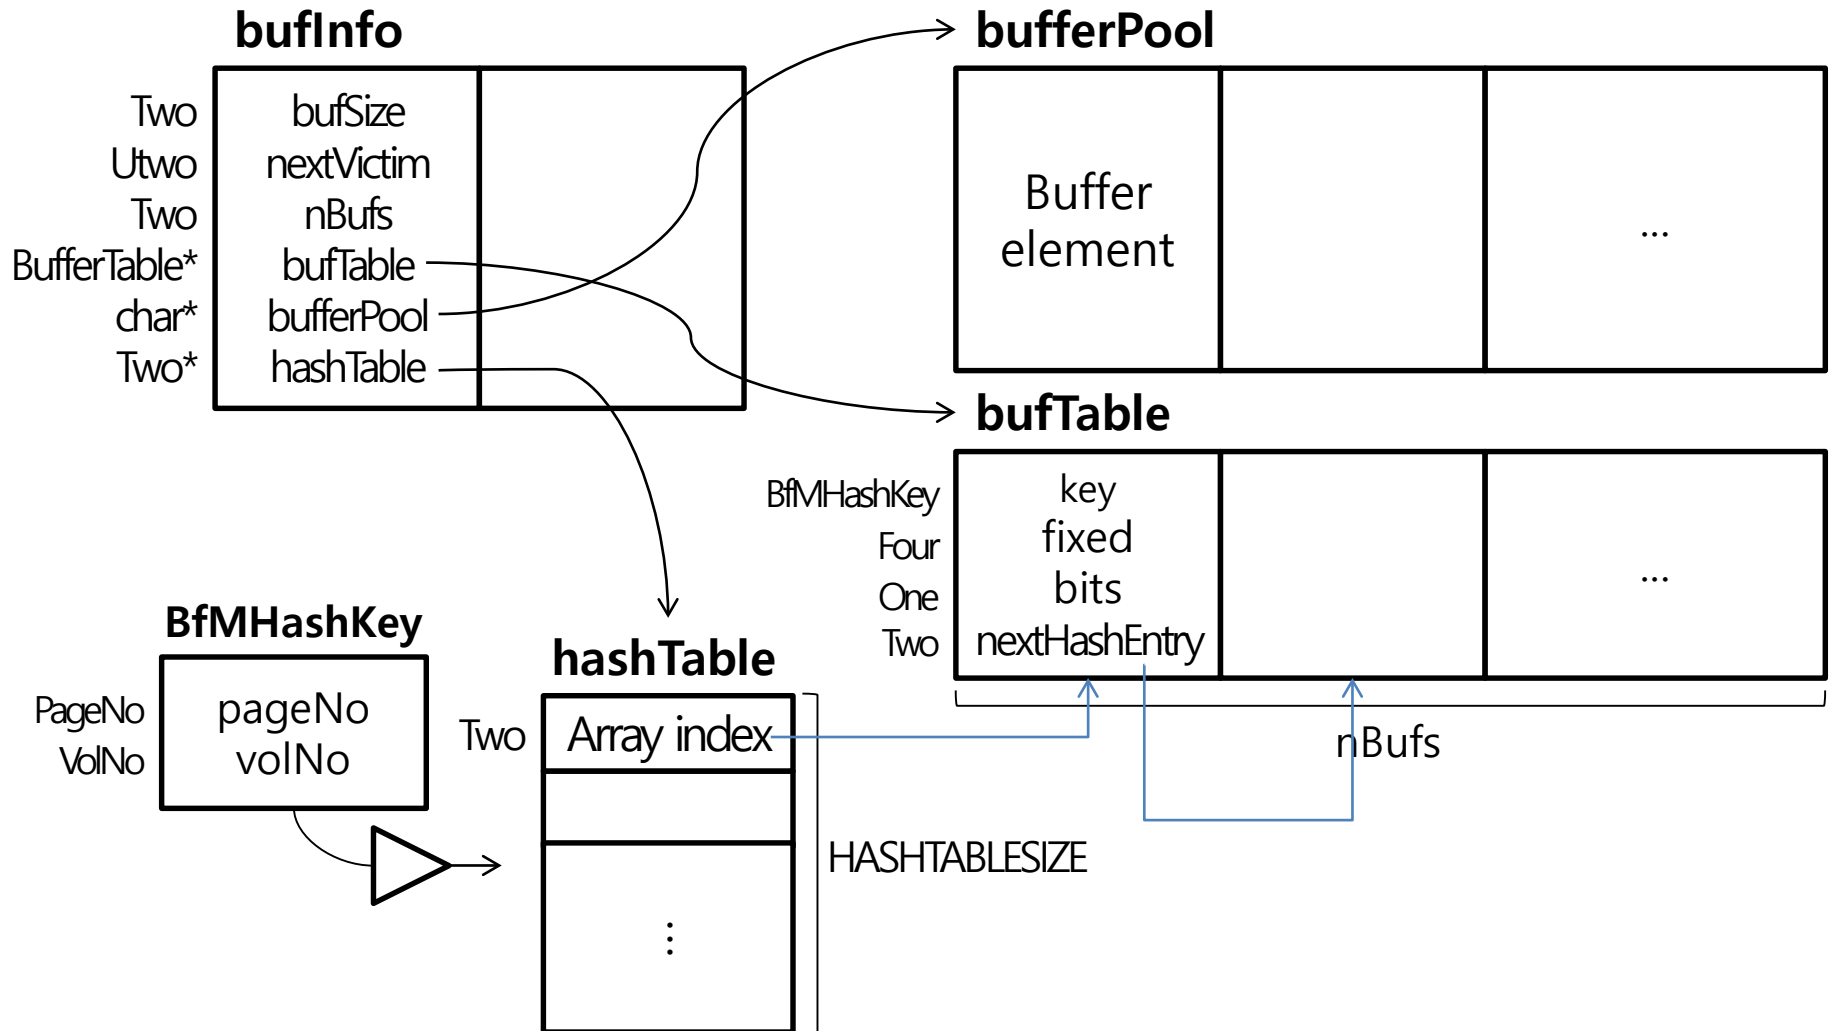 bufInfo
Two bufSize
Utwo nextVictim
Two nBufs
BufferTable* bufTable
char* bufferPool
Two* hashTable
bufferPool
Buffer
element
...
bufTable
BfMHashKey key
Four fixed
One bits
Two nextHashEntry
...
nBufs
BfMHashKey
PageNo pageNo
VolNo volNo
hashTable
Two Array index
...
HASHTABLESIZE